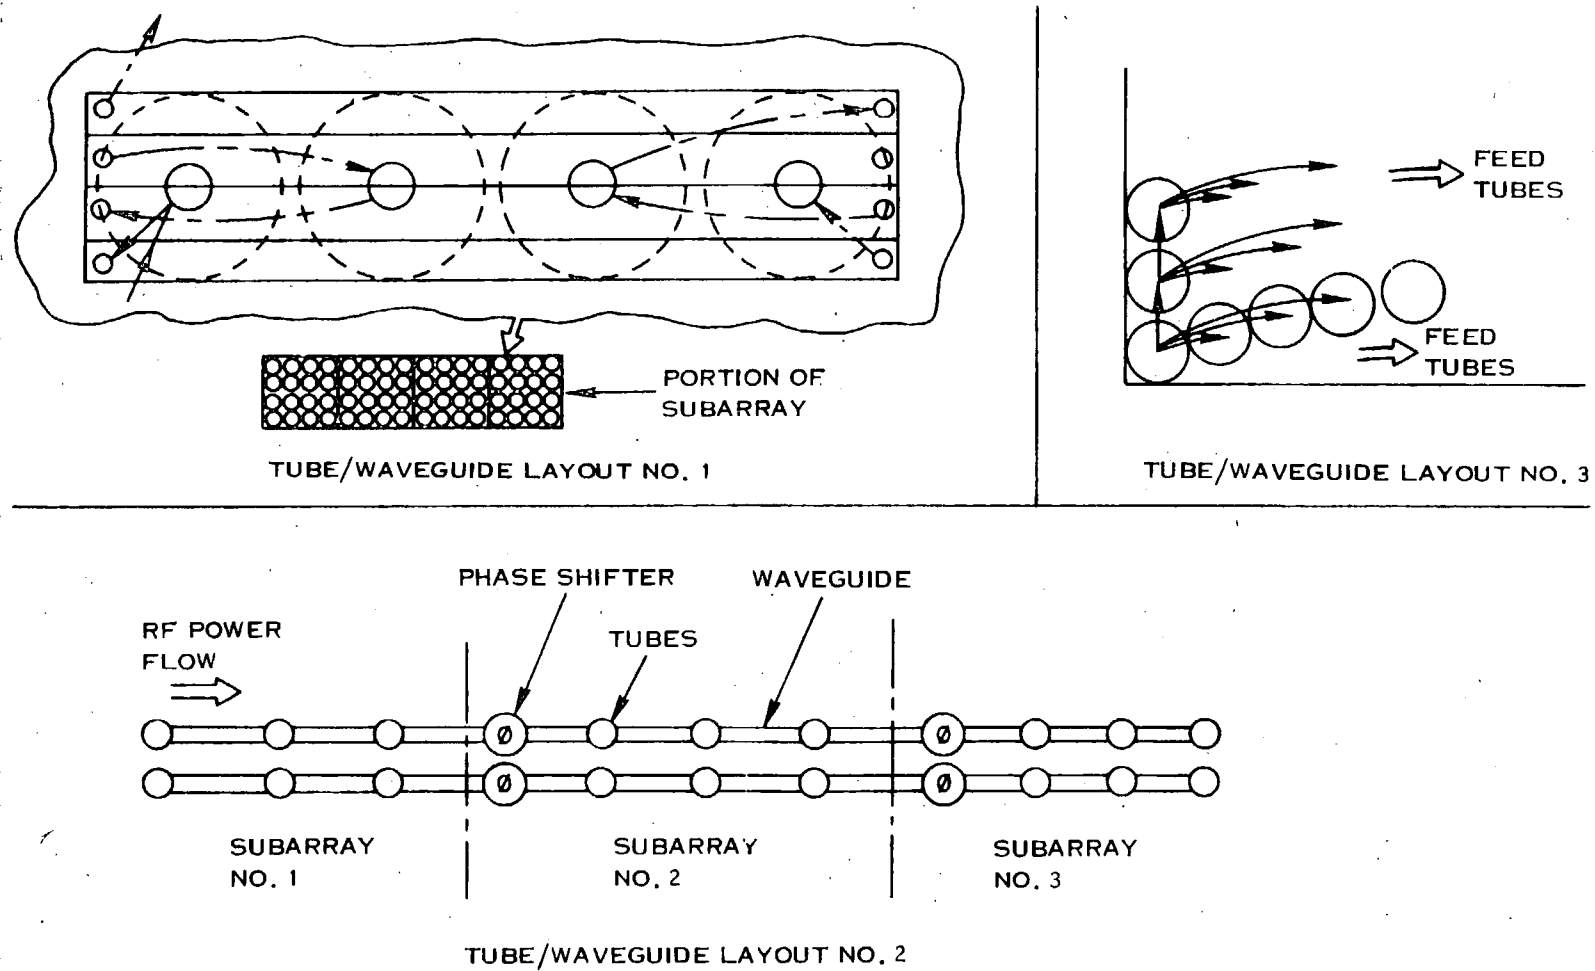 FEED
TUBES
FEED
TUBES
PORTION OF
SUBARRAY
TUBE/WAVEGUIDE LAYOUT NO. 1
TUBE/WAVEGUIDE LAYOUT NO. 3
PHASE SHIFTER
WAVEGUIDE
RF POWER
FLOW
TUBES
Ø
Ø
Ø
Ø
SUBARRAY
NO. 1
SUBARRAY
NO. 2
SUBARRAY
NO. 3
TUBE/WAVEGUIDE LAYOUT NO. 2